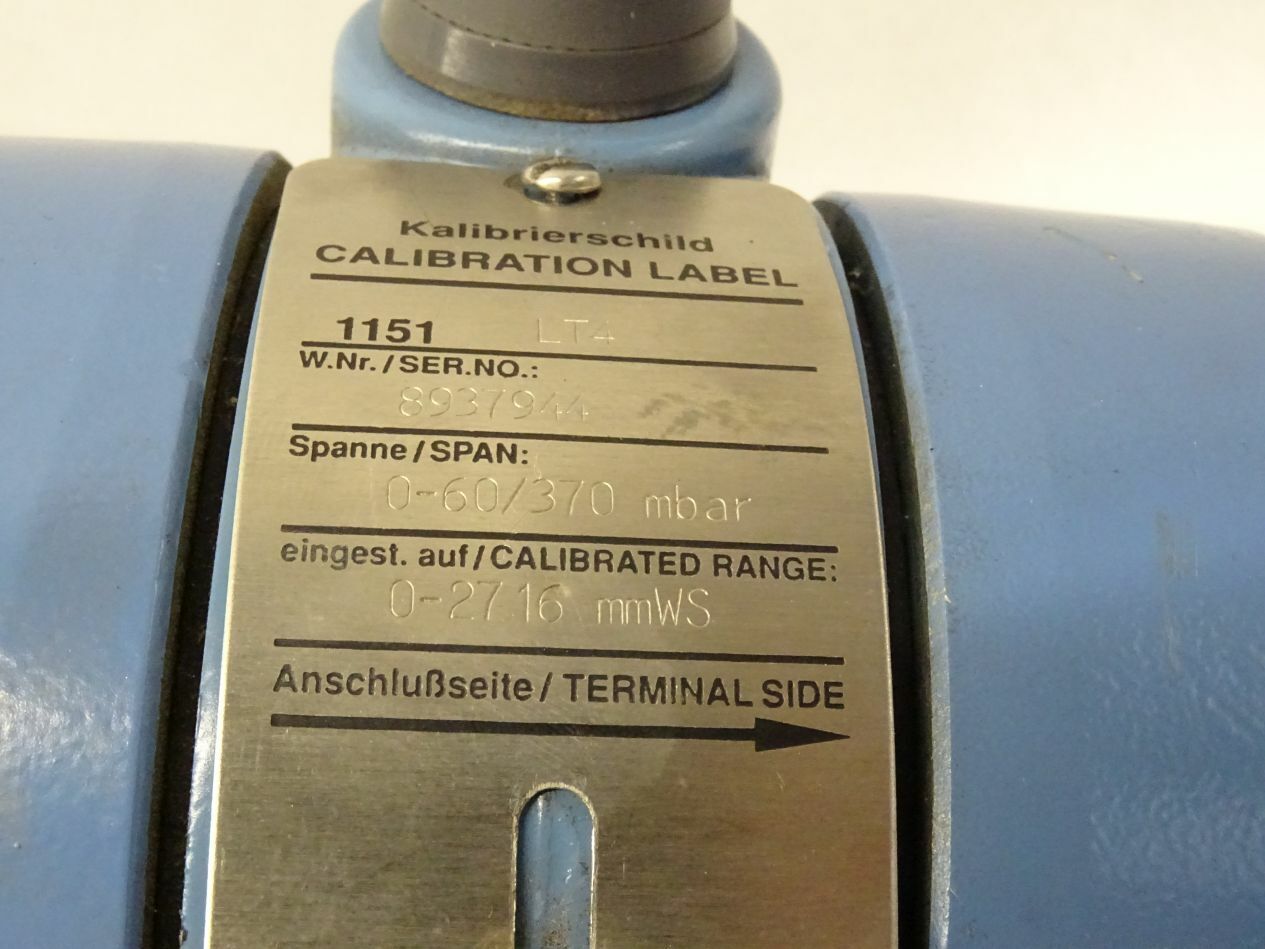 Kalibrierschild
CALIBRATION LABEL
1151 LT4
W.Nr./SER.NO.:
8937944
Spanne/SPAN:
0-60/370 mbar
eingest. auf/CALIBRATED RANGE:
0-2716 mmWS
Anschlußseite/TERMINAL SIDE